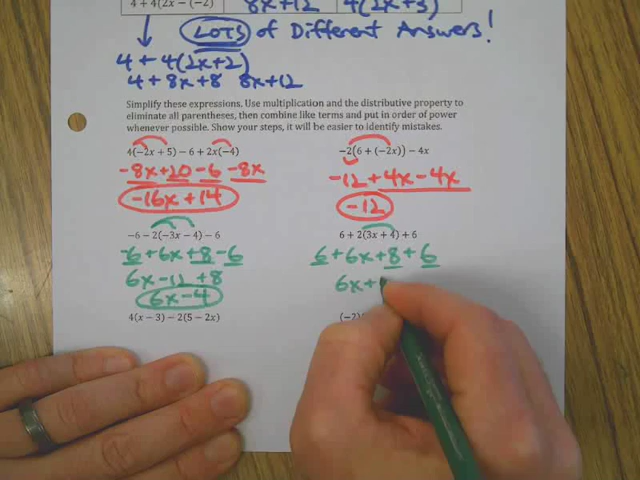 4 + 4(2x − (−2) 8x+12 4(2x+3)
LOTS of Different Answers!
4 + 4(2x+2)
4 + 8x+8 8x+12
Simplify these expressions. Use multiplication and the distributive property to
eliminate all parentheses, then combine like terms and put in order of power
whenever possible. Show your steps, it will be easier to identify mistakes.
4(−2x + 5) − 6 + 2x(−4)
-8x+20 -6 -8x
-16x + 14
−2(6 + (−2x)) − 4x
-12 +4x -4x
-12
−6 − 2(−3x − 4) − 6
-6 +6x +8 -6
6x -12 +8
6x -4
6 + 2(3x + 4) + 6
6 +6x +8 + 6
6x+
4(x − 3) − 2(5 − 2x)
(−2)